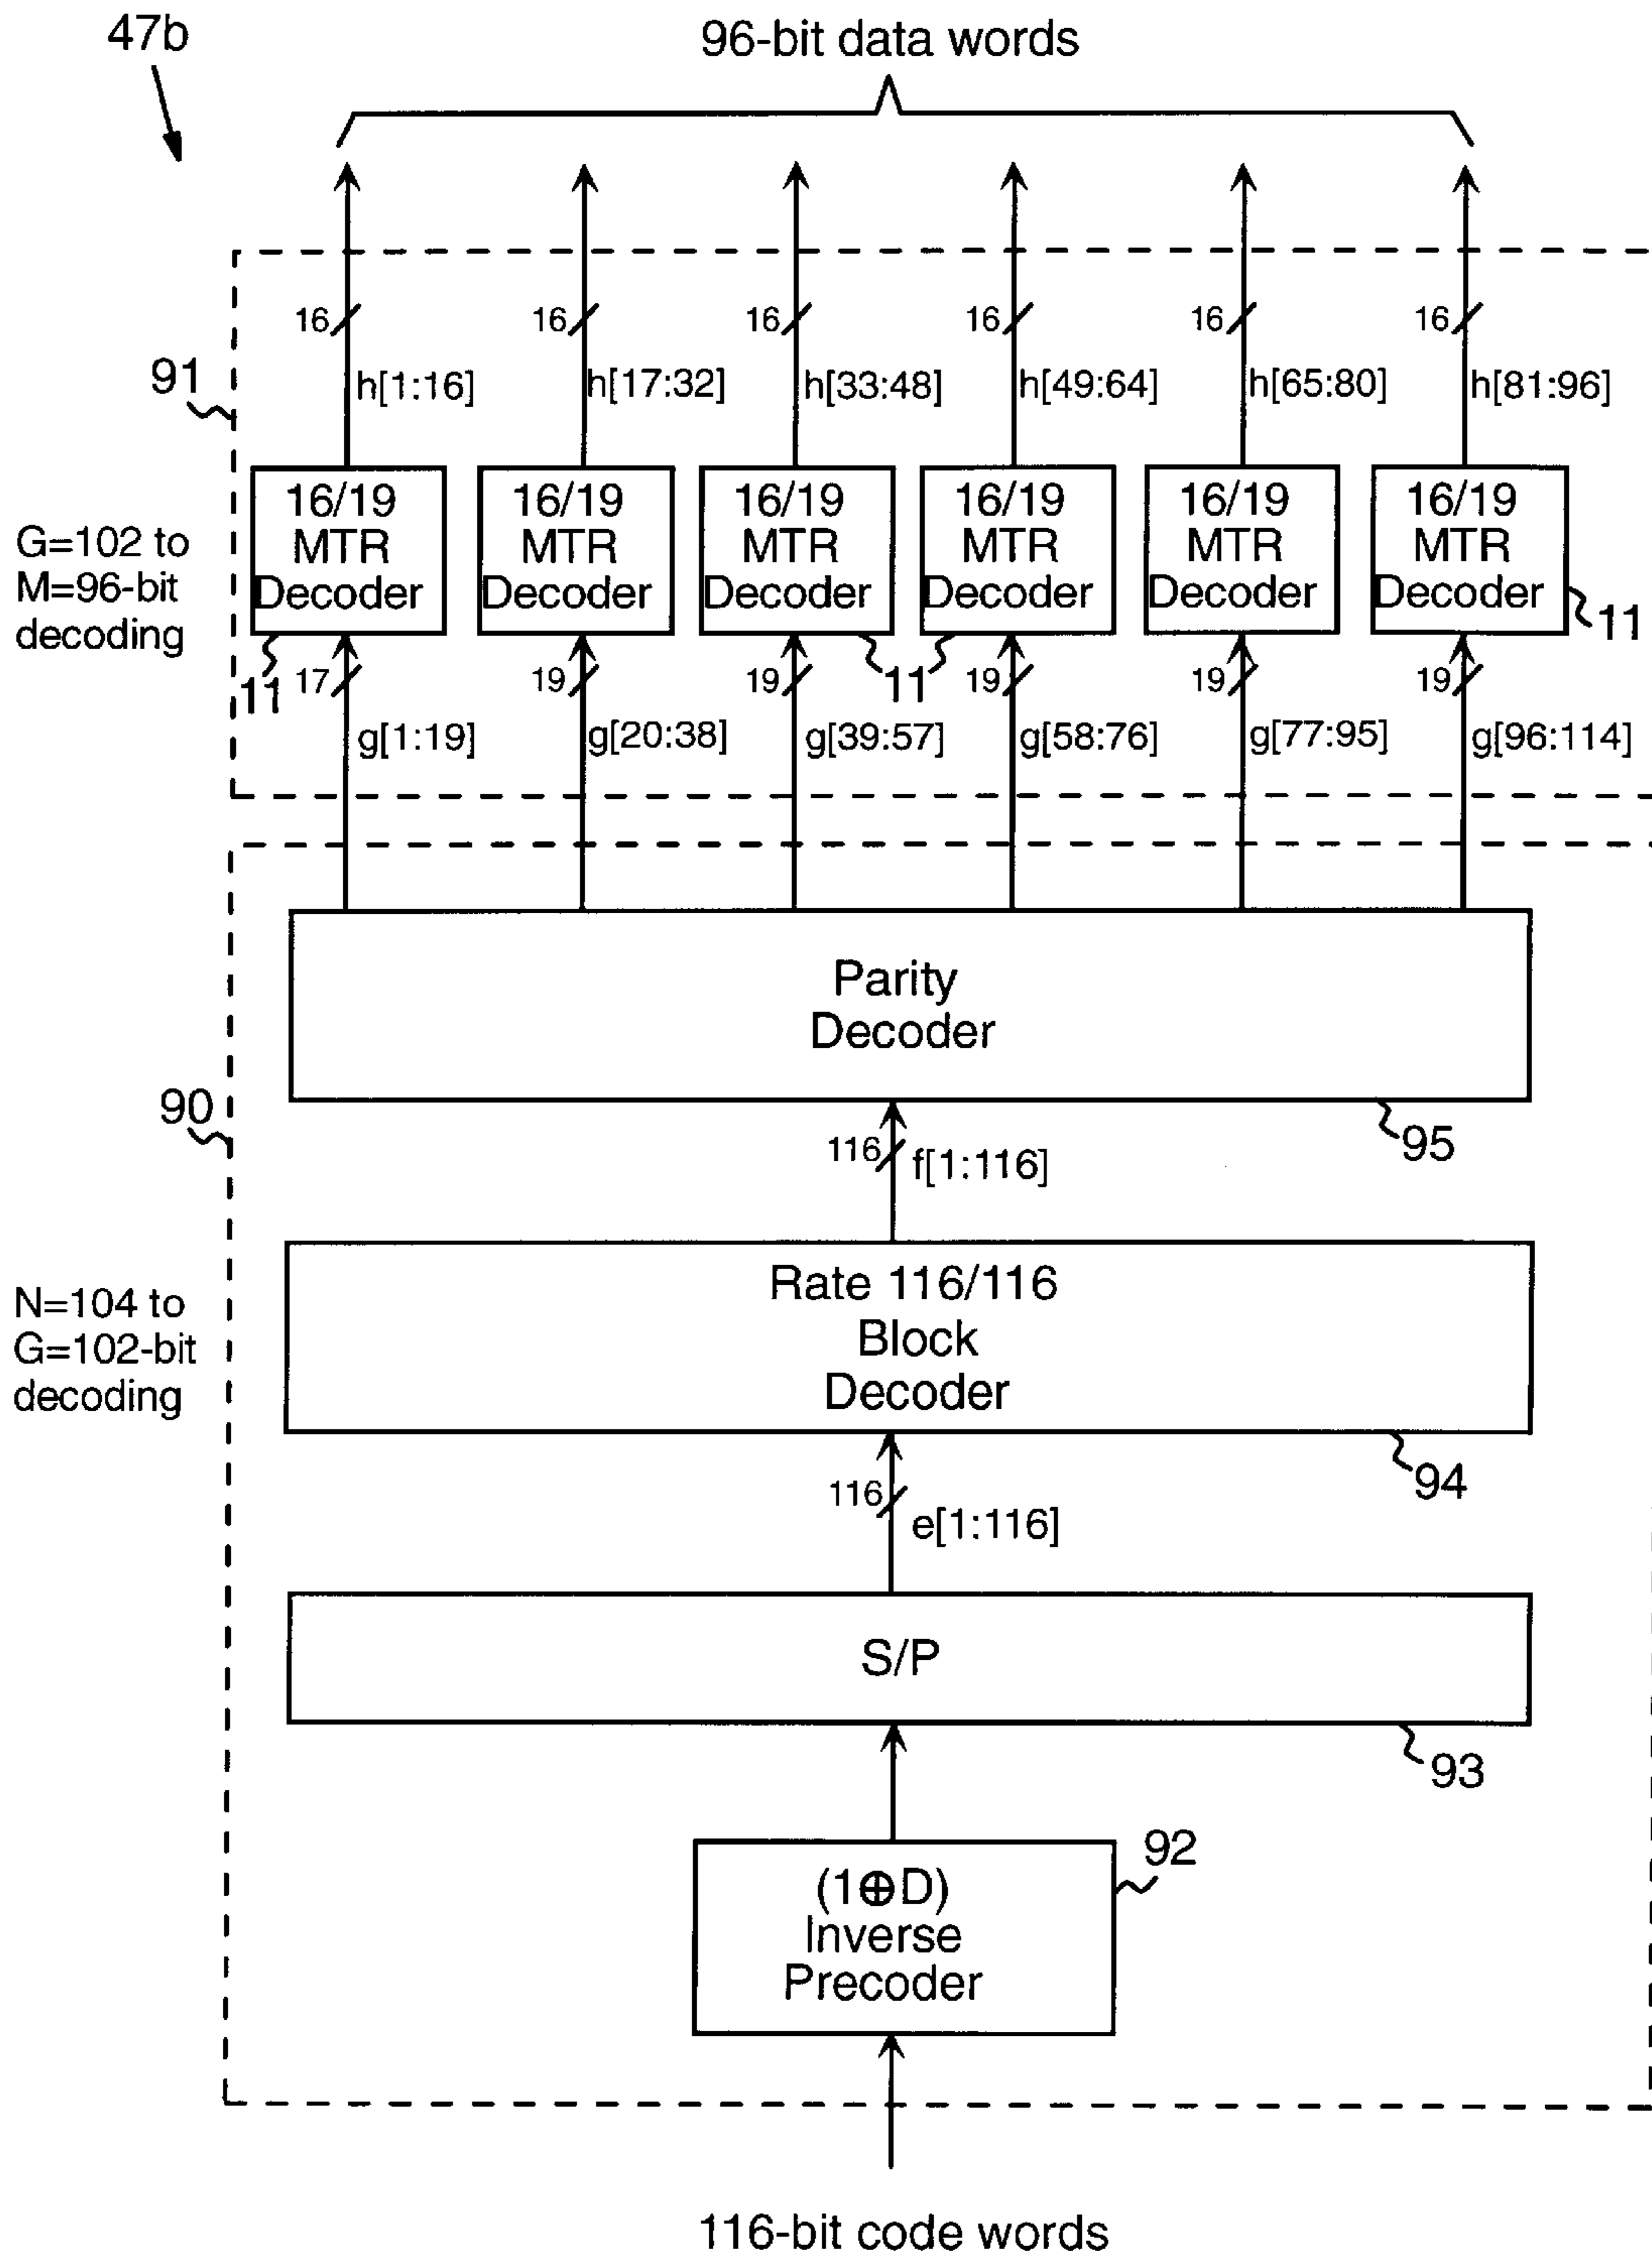 47b
96-bit data words
16 16 16 16 16 16
91
h[1:16] h[17:32] h[33:48] h[49:64] h[65:80] h[81:96]
G=102 to
M=96-bit
decoding
16/19
MTR
Decoder
16/19
MTR
Decoder
16/19
MTR
Decoder
16/19
MTR
Decoder
16/19
MTR
Decoder
16/19
MTR
Decoder
11
11 17 19 19 11 19 19 19
g[1:19] g[20:38] g[39:57] g[58:76] g[77:95] g[96:114]
Parity
Decoder
90
95
116 f[1:116]
N=104 to
G=102-bit
decoding
Rate 116/116
Block
Decoder
94
116
e[1:116]
S/P
93
92
(1⊕D)
Inverse
Precoder
116-bit code words